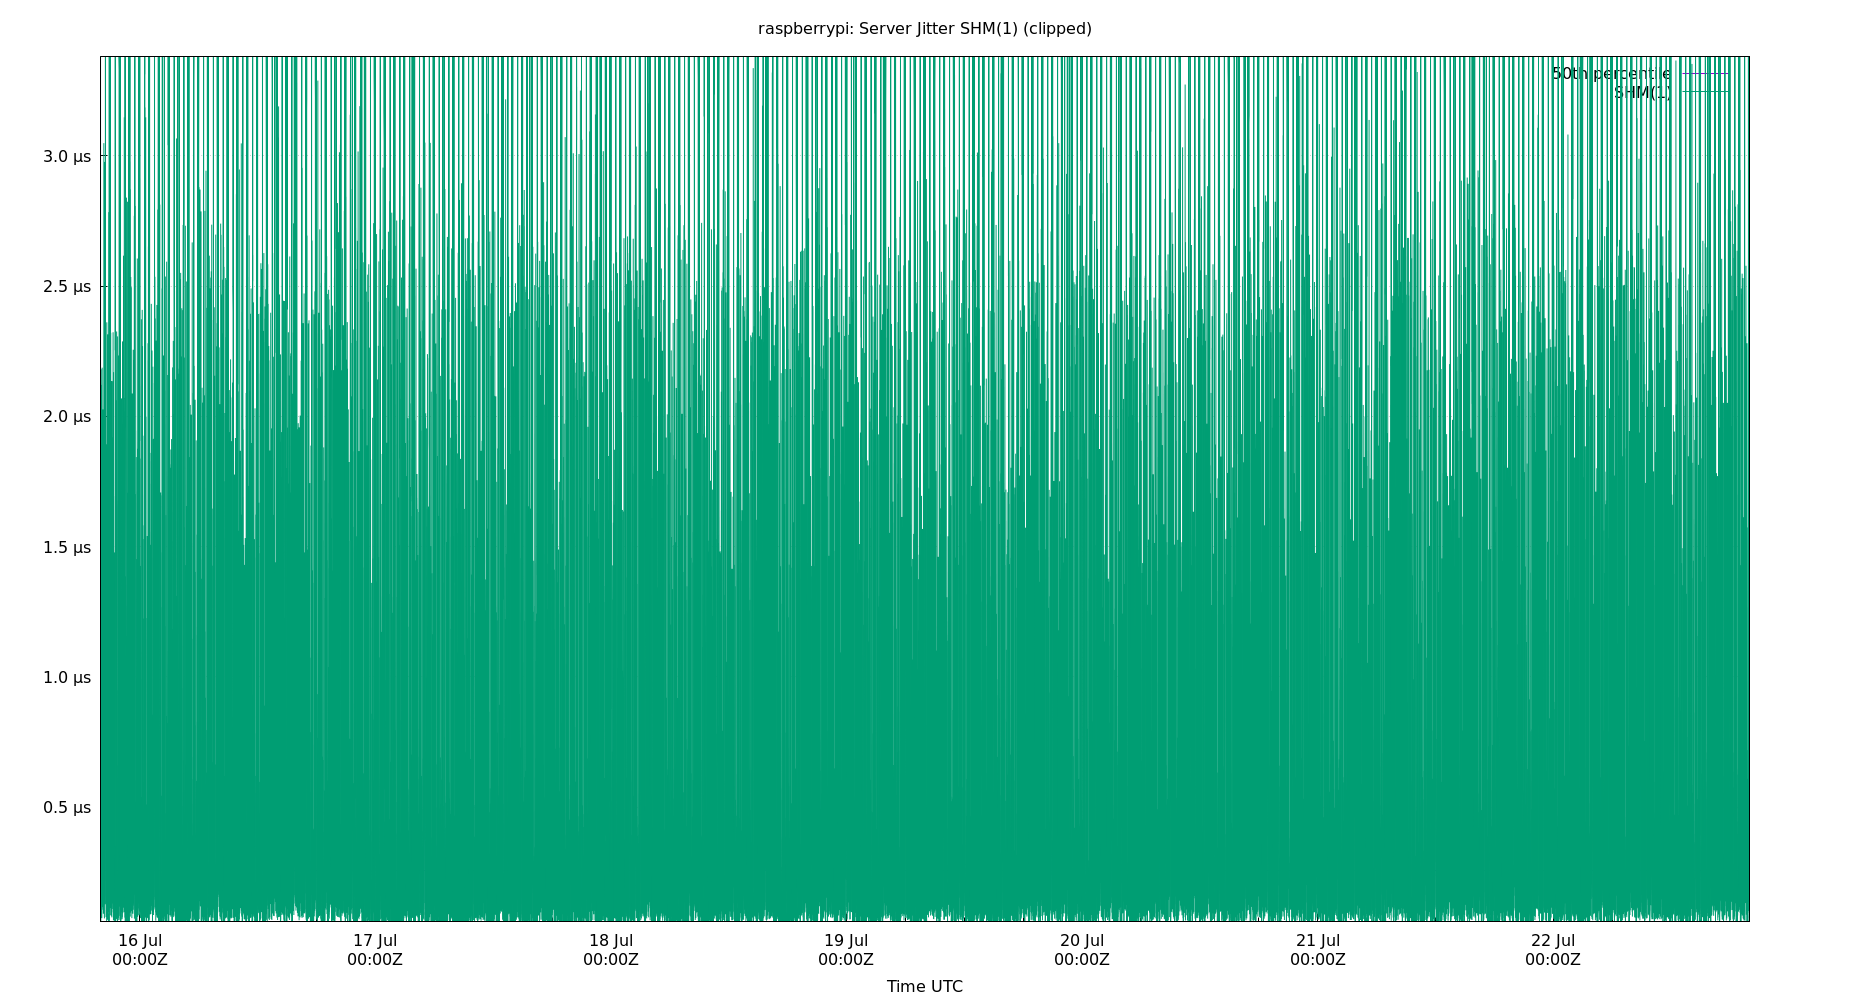 raspberrypi: Server Jitter SHM(1) (clipped)
50th percentile
SHM(1)
3.0 µs
2.5 µs
2.0 µs
1.5 µs
1.0 µs
0.5 µs
16 Jul 17 Jul 18 Jul 19 Jul 20 Jul 21 Jul 22 Jul
00:00Z 00:00Z 00:00Z 00:00Z 00:00Z 00:00Z 00:00Z
Time UTC